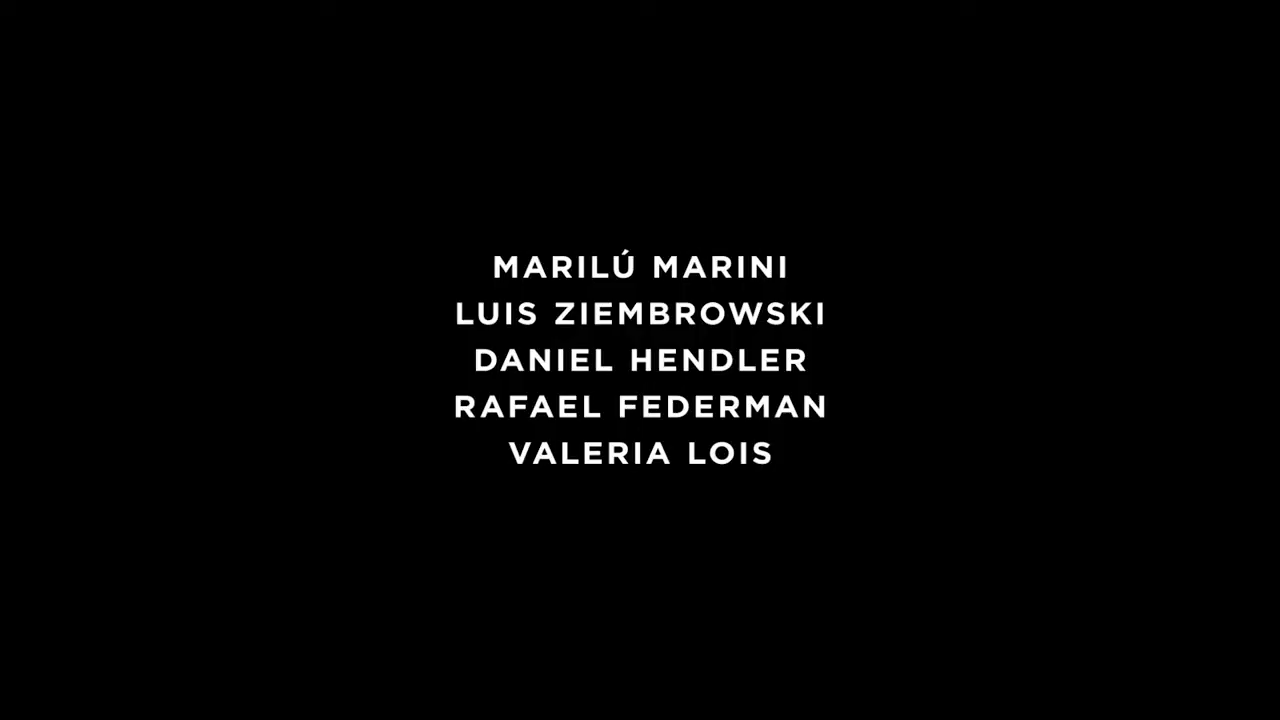 MARILÚ MARINI
LUIS ZIEMBROWSKI
DANIEL HENDLER
RAFAEL FEDERMAN
VALERIA LOIS